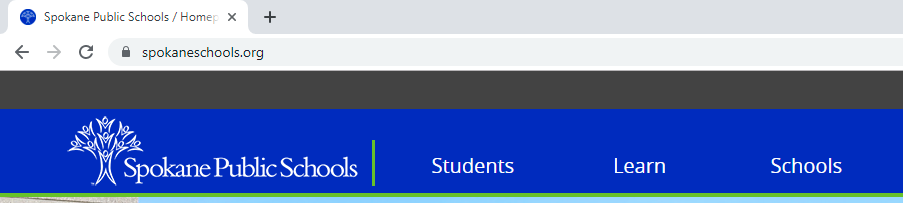 Spokane Public Schools / Homep
spokaneschools.org
Spokane Public Schools
Students
Learn
Schools